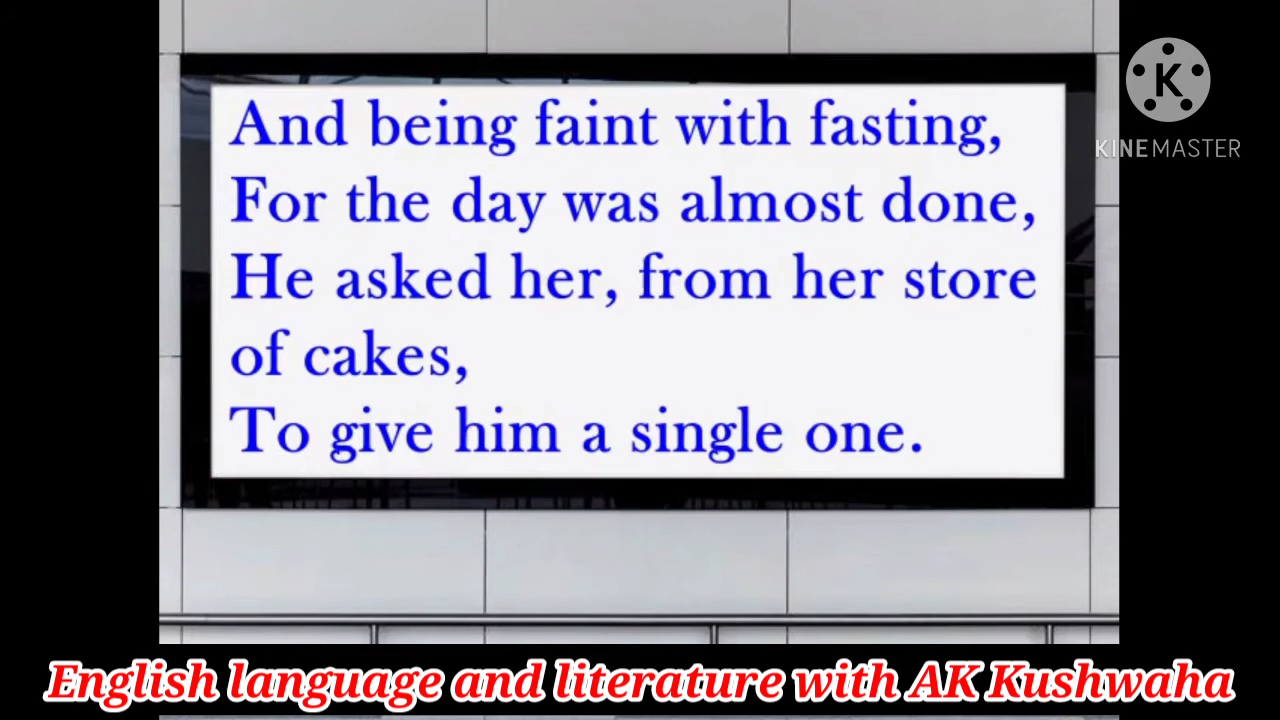 And being faint with fasting,
For the day was almost done,
He asked her, from her store
of cakes,
To give him a single one.
K
KINEMASTER
English language and literature with AK Kushwaha